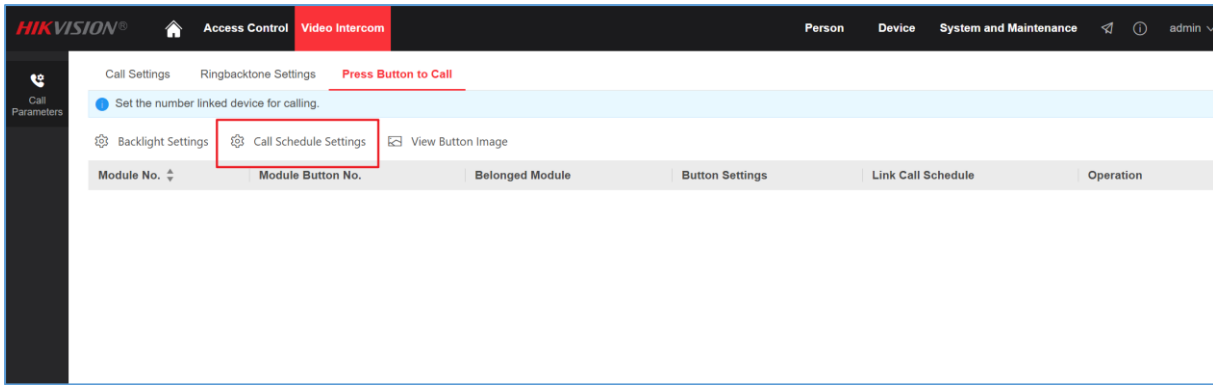 HIKVISION® Access Control Video Intercom Person Device System and Maintenance admin
Call Settings Ringbacktone Settings Press Button to Call
Call Parameters
Set the number linked device for calling.
Backlight Settings Call Schedule Settings View Button Image
Module No. Module Button No. Belonged Module Button Settings Link Call Schedule Operation